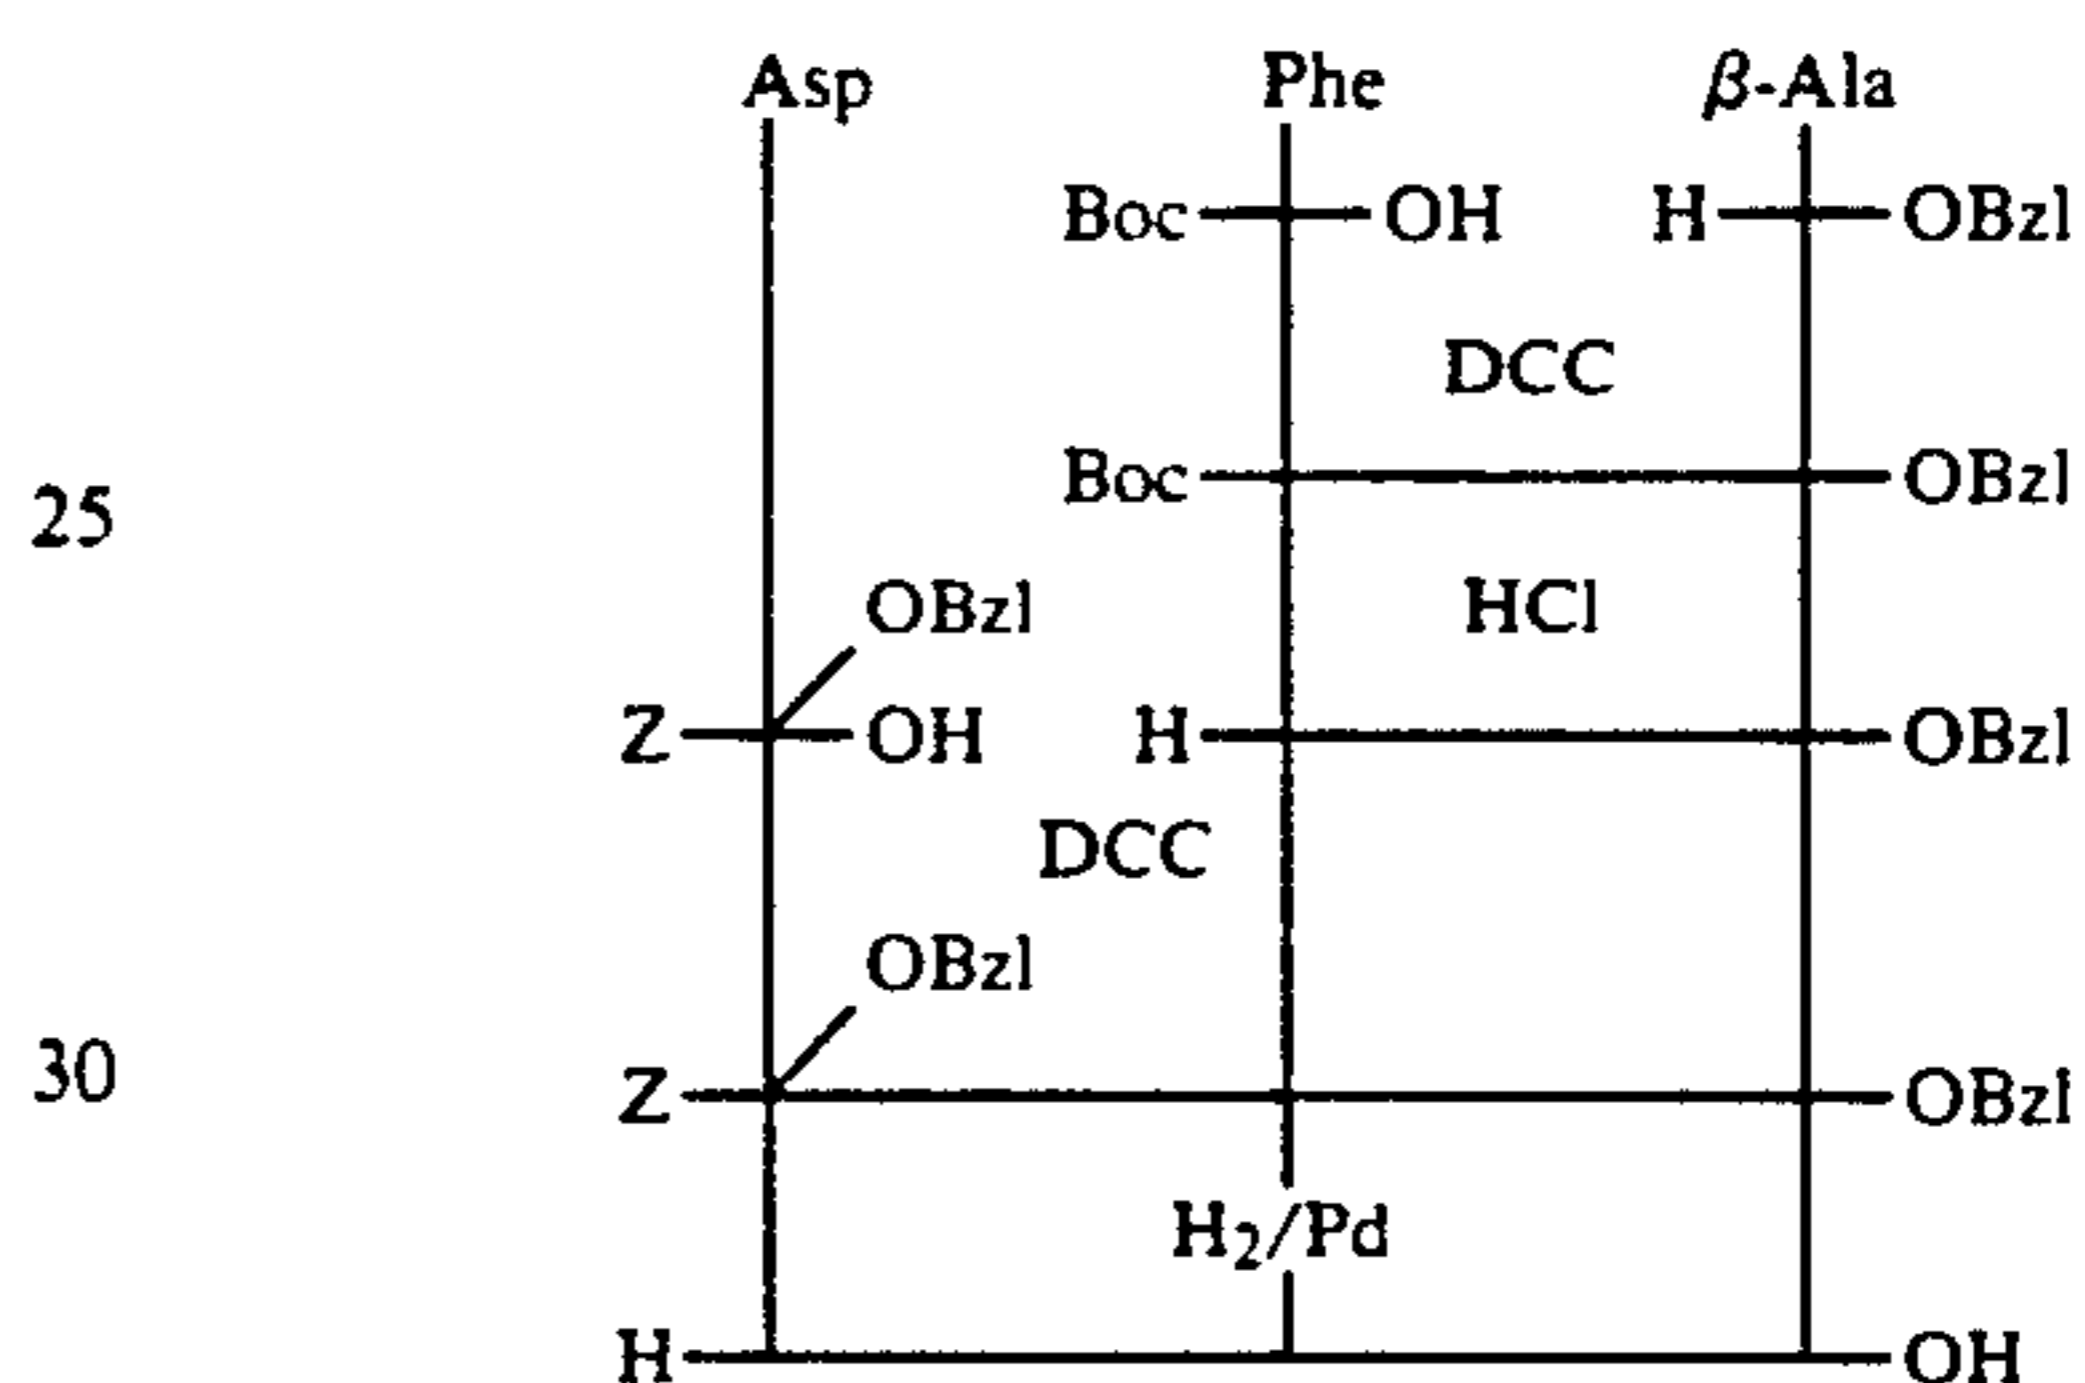 Asp Phe β-Ala
Boc OH H OBzl
DCC
Boc OBzl
25
OBzl HCl
Z OH H OBzl
DCC
OBzl
30
Z OBzl
H2/Pd
H OH